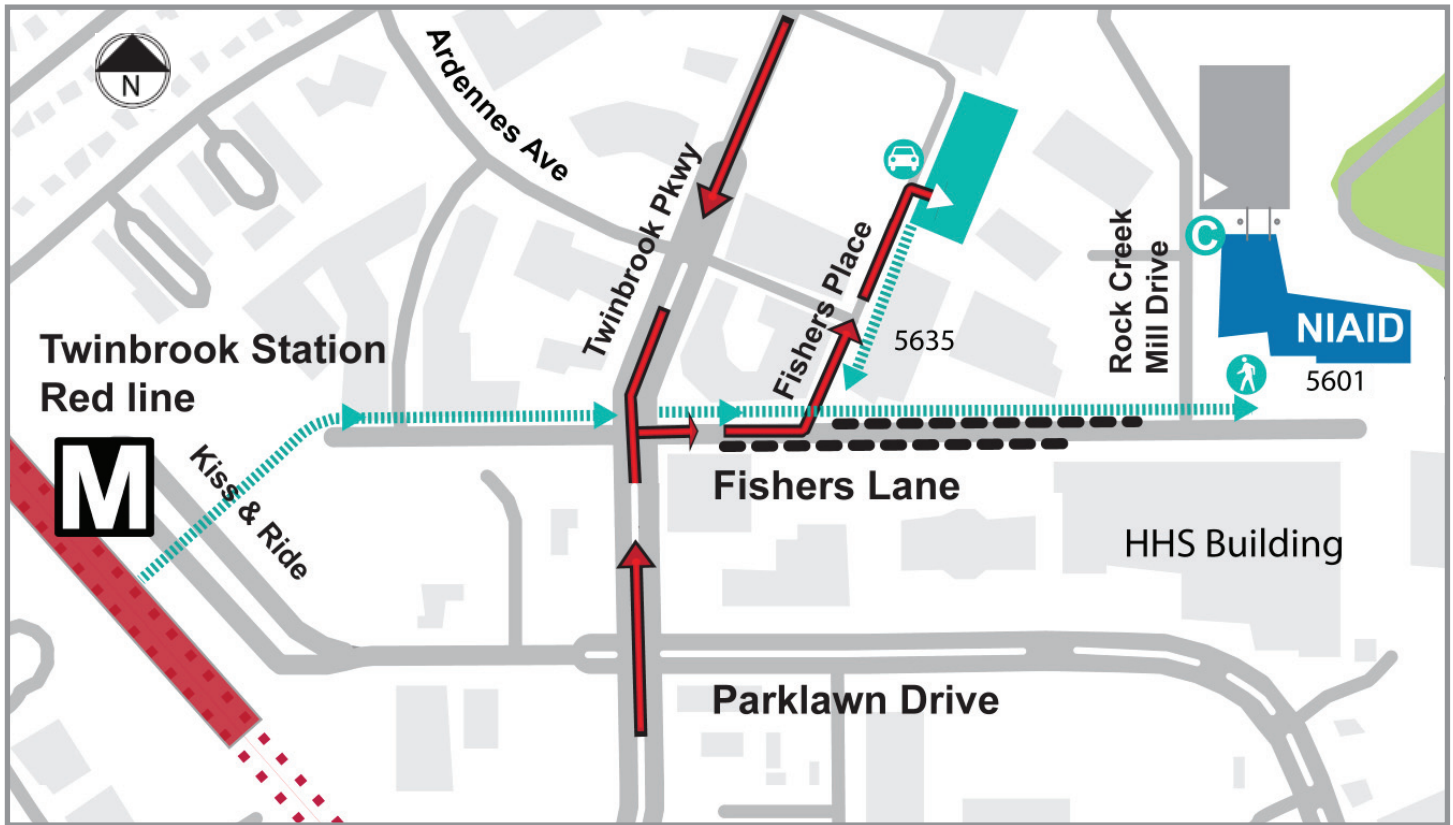 N
Ardennes Ave
Twinbrook Pkwy
Fishers Place
5635
Rock Creek
Mill Drive
C
NIAID
5601
Twinbrook Station
Red line
M
Kiss & Ride
Fishers Lane
HHS Building
Parklawn Drive